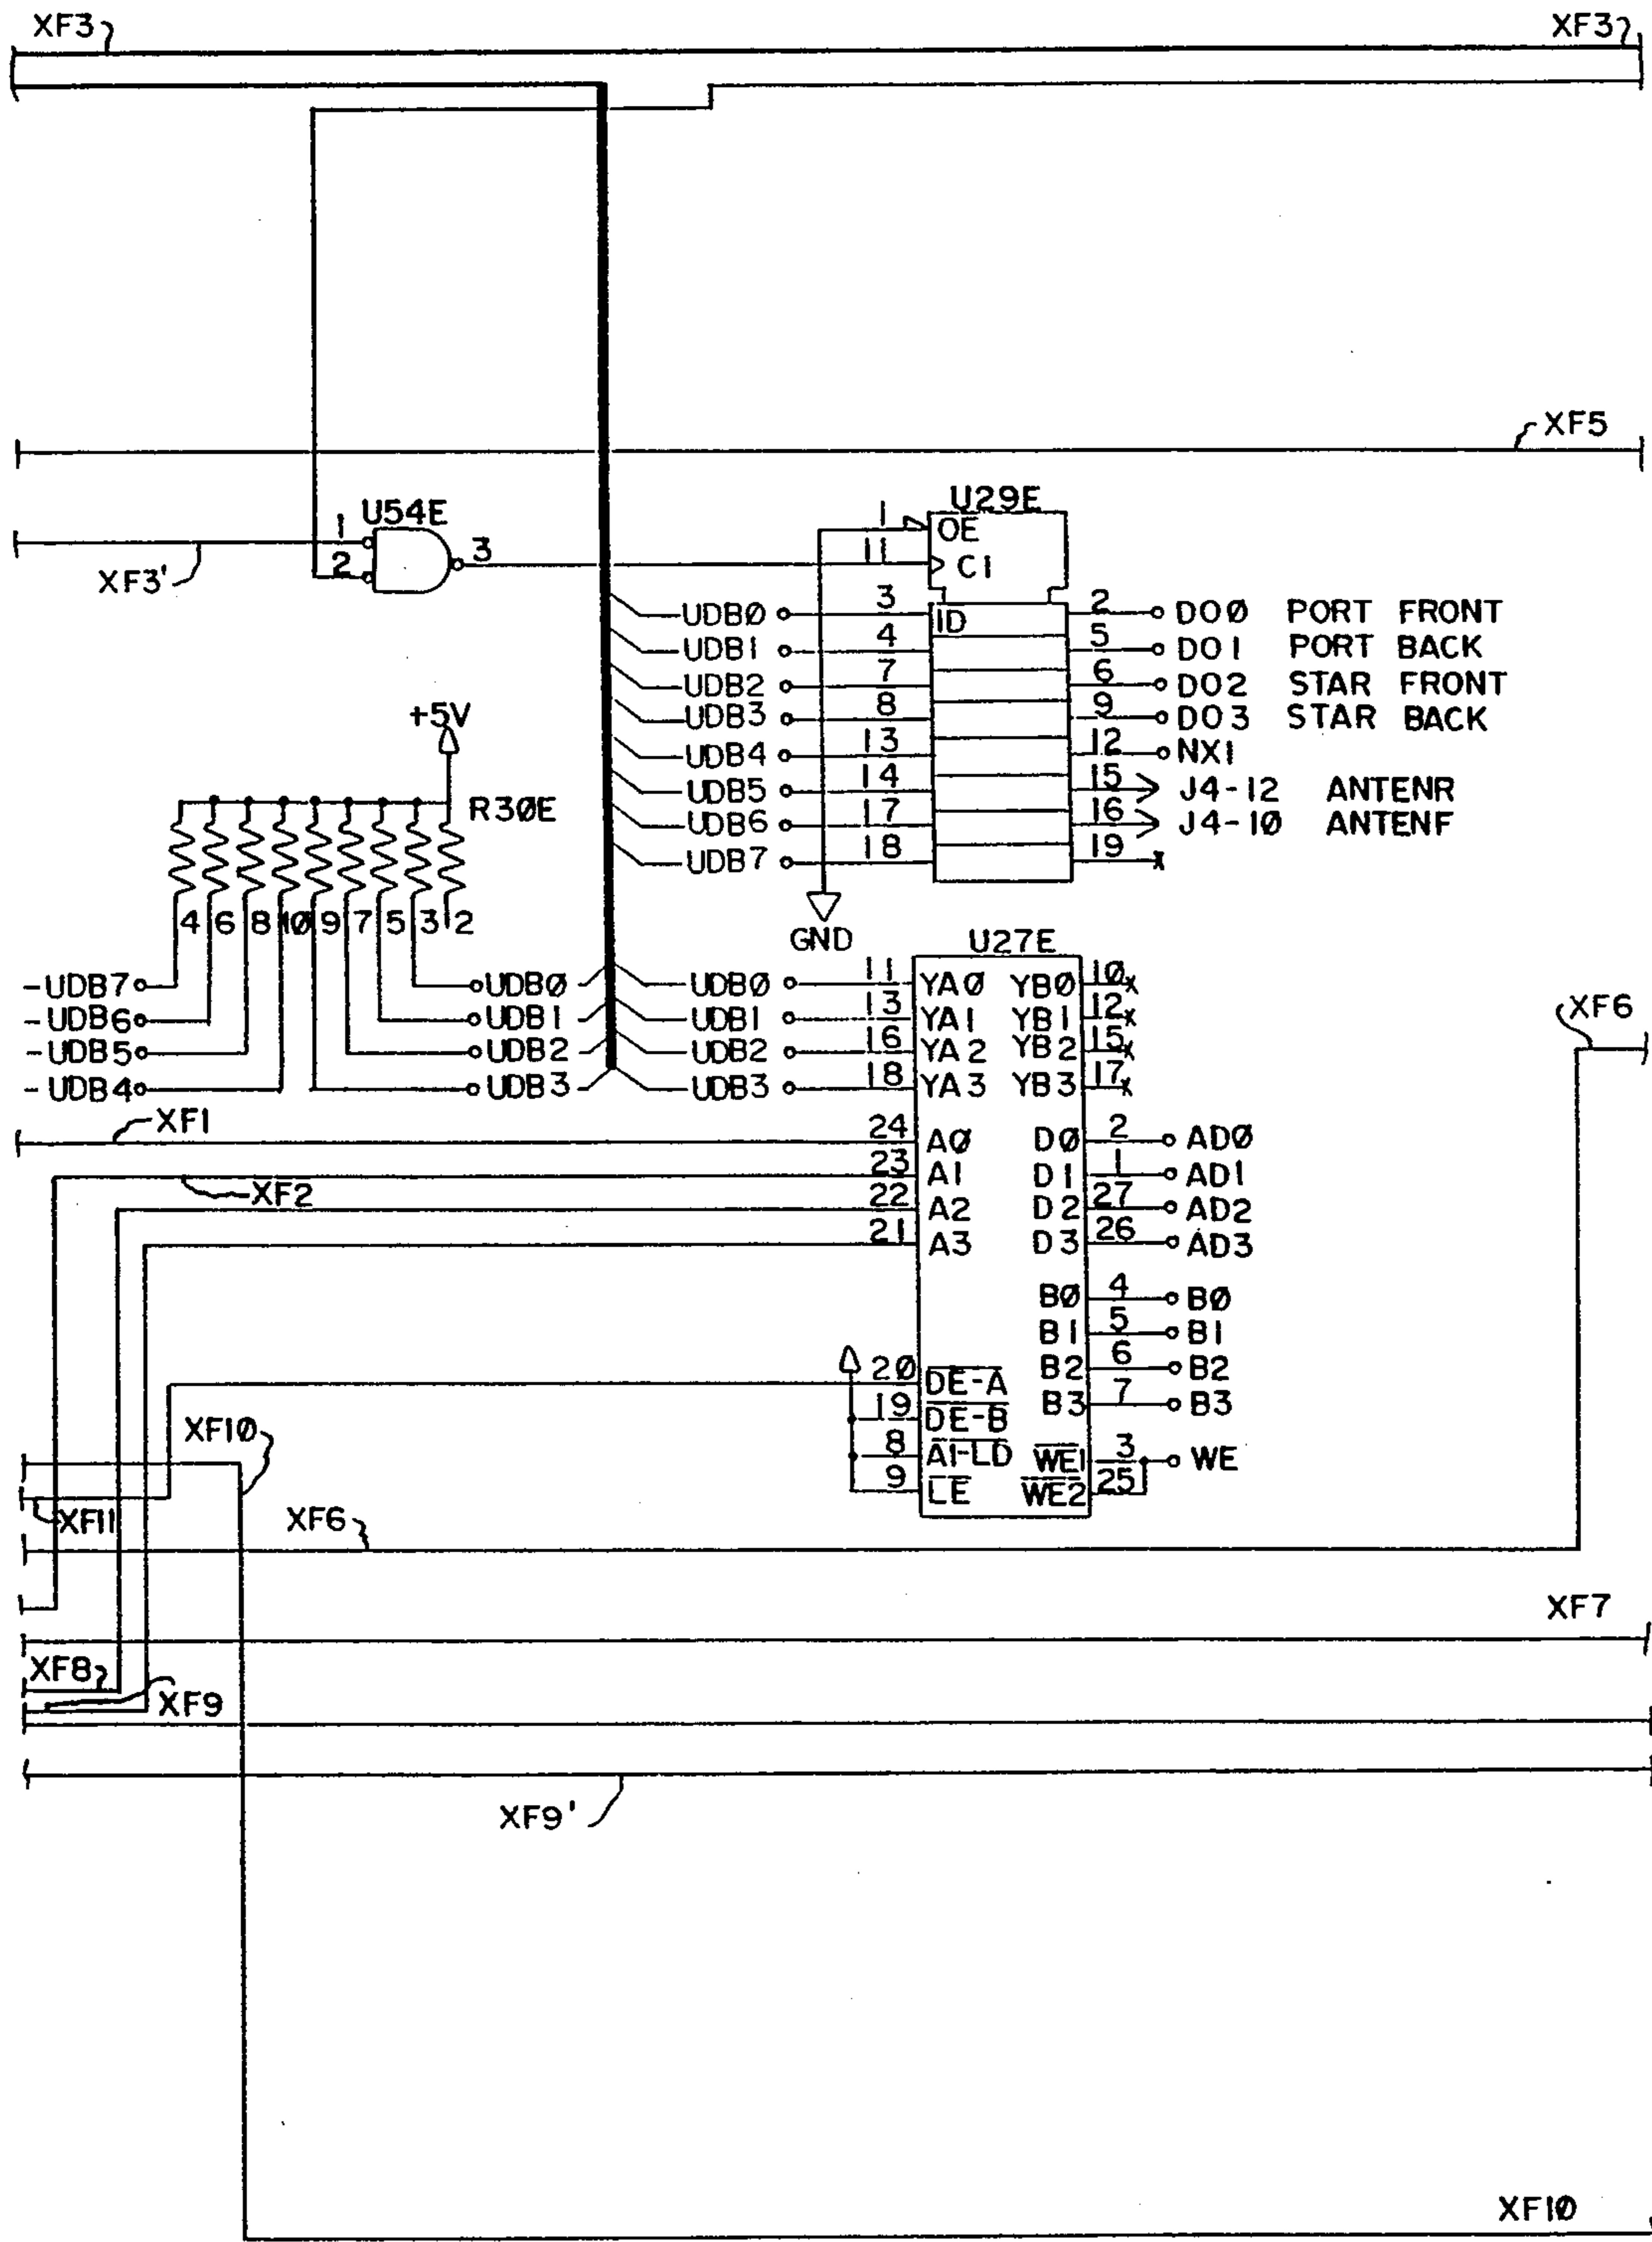 XF3 XF3
XF5
U54E U29E
1 1 OE
2 3 11 C1
XF3'
UDBØ 3 1D 2 DOØ PORT FRONT
UDB1 4 5 DO1 PORT BACK
UDB2 7 6 DO2 STAR FRONT
UDB3 8 9 DO3 STAR BACK
+5V
UDB4 13 12 NX1
UDB5 14 15 J4-12 ANTENR
R3ØE UDB6 17 16 J4-1Ø ANTENF
UDB7 18 19 X
4 6 8 1Ø 9 7 5 3 2
GND
U27E
-UDB7 UDBØ UDBØ 11 YAØ YBØ 1Ø X
-UDB6 UDB1 UDB1 13 YA1 YB1 12 X
-UDB5 UDB2 UDB2 16 YA2 YB2 15 X
-UDB4 UDB3 UDB3 18 YA3 YB3 17 X
XF6
XF1
24 AØ DØ 2 ADØ
23 A1 D1 1 AD1
XF2
22 A2 D2 27 AD2
21 A3 D3 26 AD3
BØ 4 BØ
B1 5 B1
20 DE-A B2 6 B2
19 DE-B B3 7 B3
XF1Ø
8 A1-LD WE1 3 WE
9 LE WE2 25
XF11
XF6
XF7
XF8
XF9
XF9'
XF1Ø